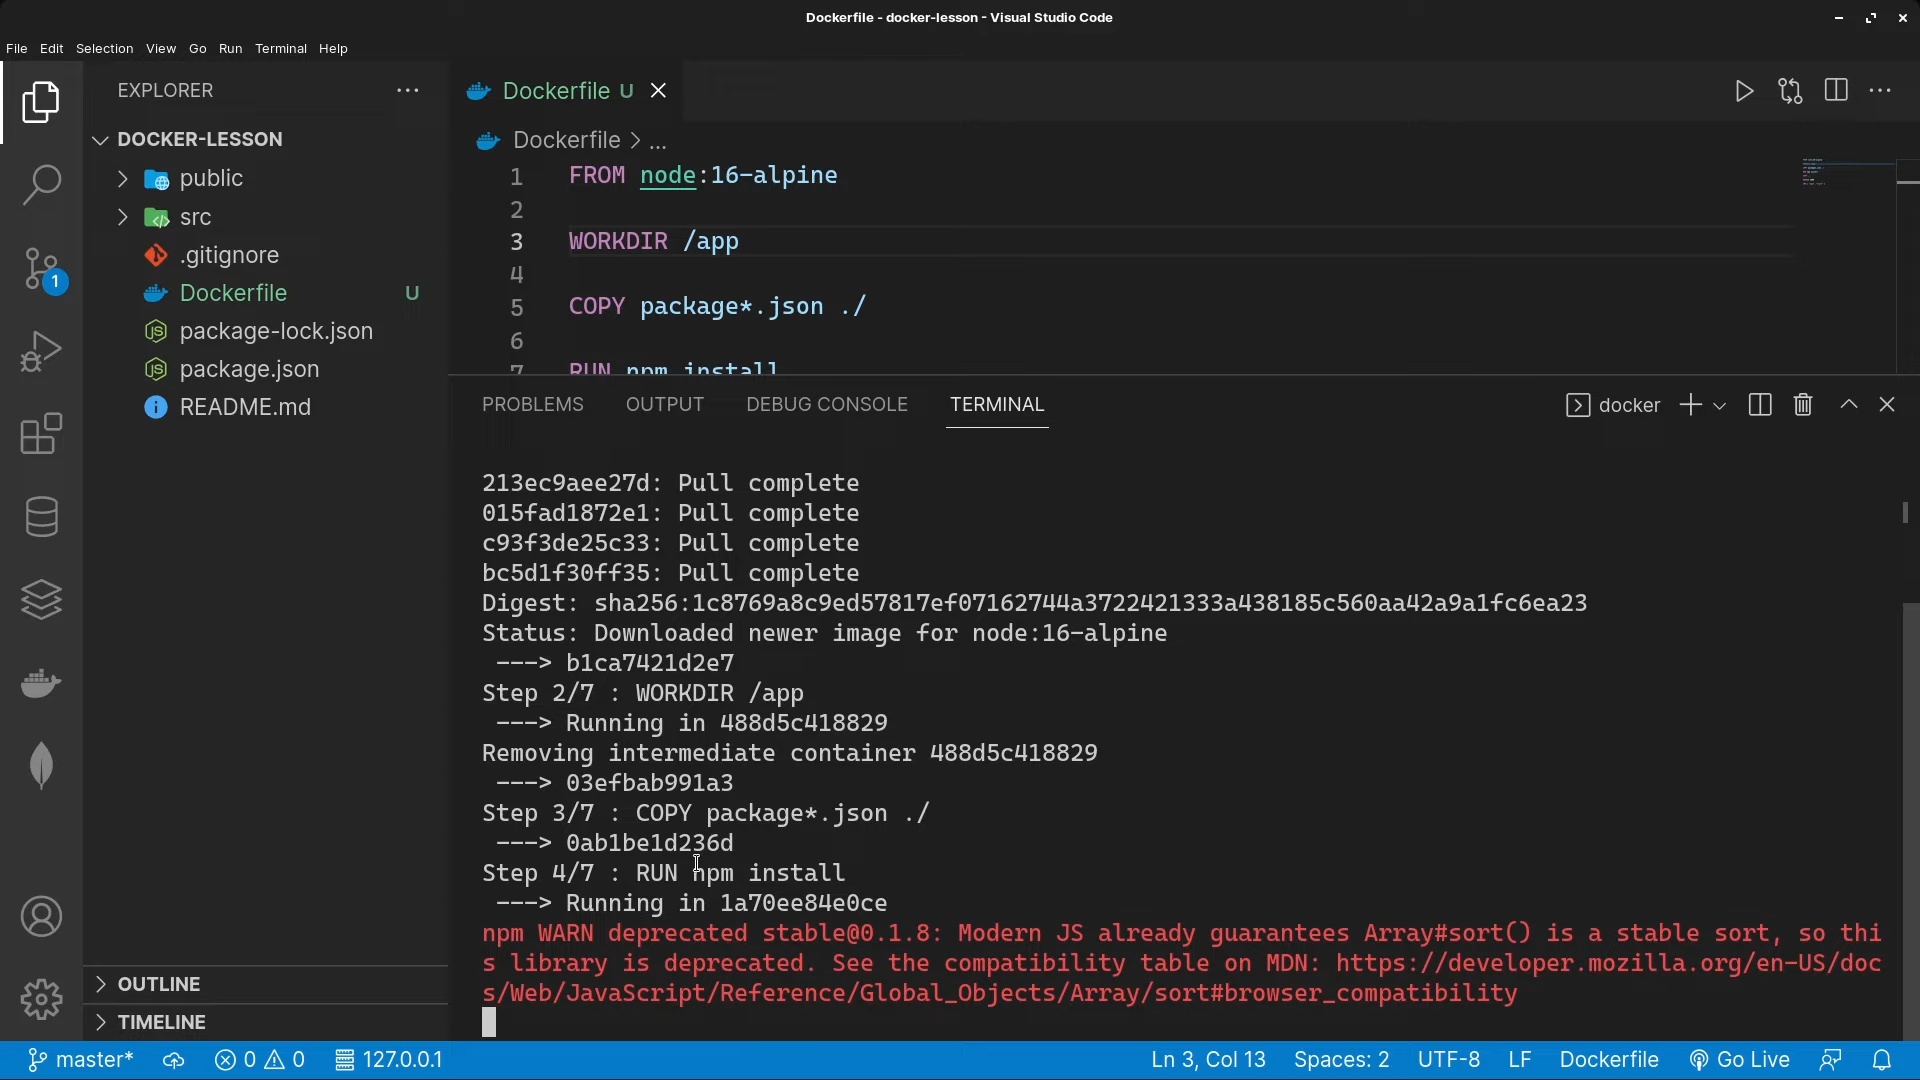 Dockerfile - docker-lesson - Visual Studio Code
File Edit Selection View Go Run Terminal Help
EXPLORER
Dockerfile U
DOCKER-LESSON
Dockerfile > ...
public
1 FROM node:16-alpine
src
2
3 WORKDIR /app
.gitignore
4
Dockerfile U
5 COPY package*.json ./
package-lock.json
6
package.json
7 RUN npm install
README.md
1
PROBLEMS OUTPUT DEBUG CONSOLE TERMINAL docker
213ec9aee27d: Pull complete
015fad1872e1: Pull complete
c93f3de25c33: Pull complete
bc5d1f30ff35: Pull complete
Digest: sha256:1c8769a8c9ed57817ef07162744a3722421333a438185c560aa42a9a1fc6ea23
Status: Downloaded newer image for node:16-alpine
---> b1ca7421d2e7
Step 2/7 : WORKDIR /app
---> Running in 488d5c418829
Removing intermediate container 488d5c418829
---> 03efbab991a3
Step 3/7 : COPY package*.json ./
---> 0ab1be1d236d
Step 4/7 : RUN npm install
---> Running in 1a70ee84e0ce
npm WARN deprecated stable@0.1.8: Modern JS already guarantees Array#sort() is a stable sort, so thi
s library is deprecated. See the compatibility table on MDN: https://developer.mozilla.org/en-US/doc
s/Web/JavaScript/Reference/Global_Objects/Array/sort#browser_compatibility
OUTLINE
TIMELINE
master* 0 0 127.0.0.1 Ln 3, Col 13 Spaces: 2 UTF-8 LF Dockerfile Go Live